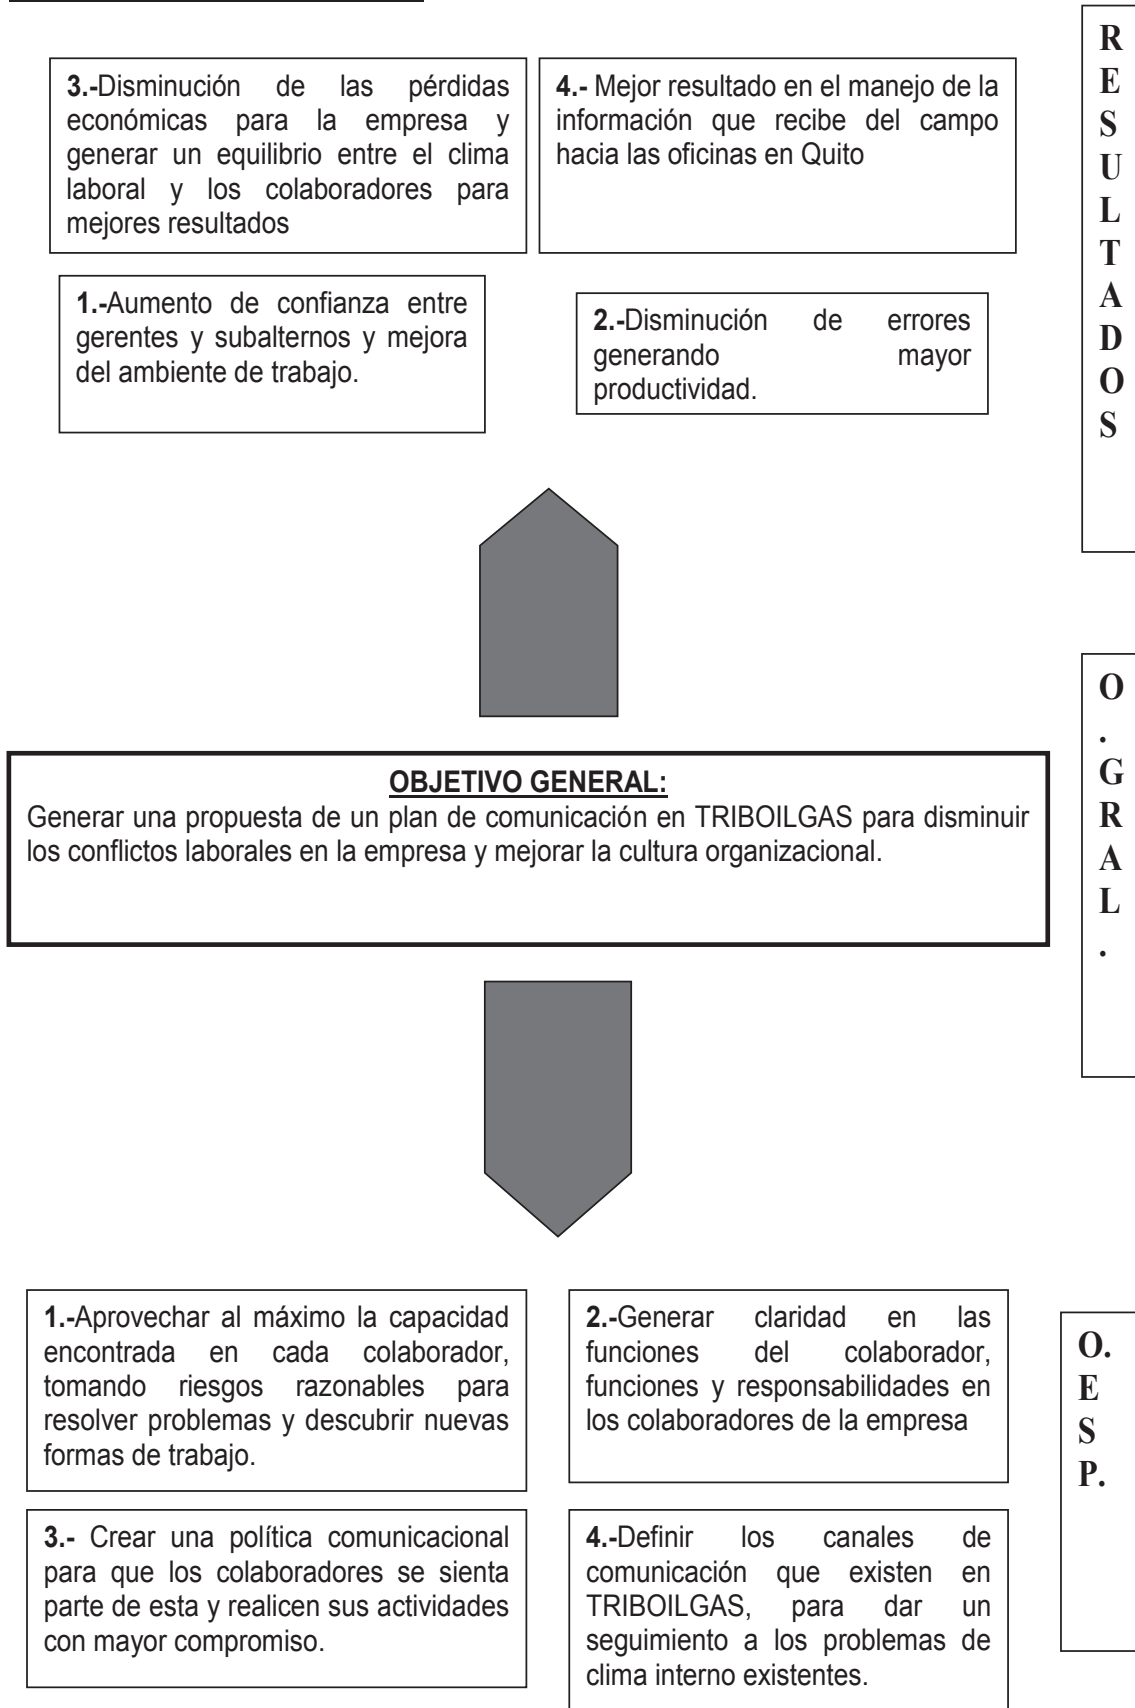 3.-Disminución de las pérdidas
económicas para la empresa y
generar un equilibrio entre el clima
laboral y los colaboradores para
mejores resultados
4.- Mejor resultado en el manejo de la
información que recibe del campo
hacia las oficinas en Quito
1.-Aumento de confianza entre
gerentes y subalternos y mejora
del ambiente de trabajo.
2.-Disminución de errores
generando mayor
productividad.
R
E
S
U
L
T
A
D
O
S
OBJETIVO GENERAL:
Generar una propuesta de un plan de comunicación en TRIBOILGAS para disminuir
los conflictos laborales en la empresa y mejorar la cultura organizacional.
O
.
G
R
A
L
.
1.-Aprovechar al máximo la capacidad
encontrada en cada colaborador,
tomando riesgos razonables para
resolver problemas y descubrir nuevas
formas de trabajo.
2.-Generar claridad en las
funciones del colaborador,
funciones y responsabilidades en
los colaboradores de la empresa
3.- Crear una política comunicacional
para que los colaboradores se sienta
parte de esta y realicen sus actividades
con mayor compromiso.
4.-Definir los canales de
comunicación que existen en
TRIBOILGAS, para dar un
seguimiento a los problemas de
clima interno existentes.
O.
E
S
P.